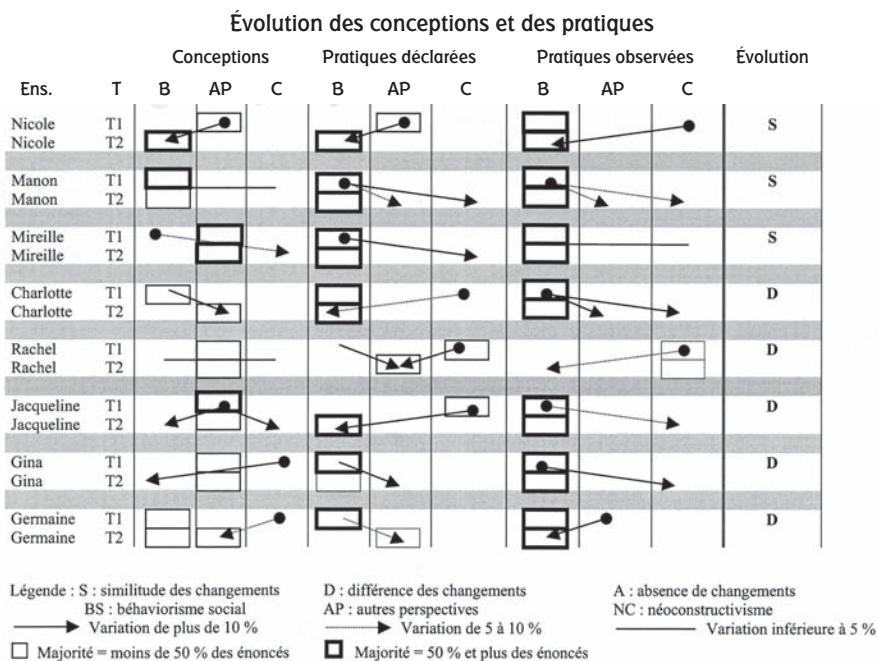 Évolution des conceptions et des pratiques
Conceptions Pratiques déclarées Pratiques observées Évolution
Ens. T B AP C B AP C B AP C
Nicole T1 S
Nicole T2
Manon T1 S
Manon T2
Mireille T1 S
Mireille T2
Charlotte T1 D
Charlotte T2
Rachel T1 D
Rachel T2
Jacqueline T1 D
Jacqueline T2
Gina T1 D
Gina T2
Germaine T1 D
Germaine T2
Légende : S : similitude des changements D : différence des changements A : absence de changements
BS : béhaviorisme social AP : autres perspectives NC : néoconstructivisme
Variation de plus de 10 % Variation de 5 à 10 % Variation inférieure à 5 %
Majorité = moins de 50 % des énoncés Majorité = 50 % et plus des énoncés